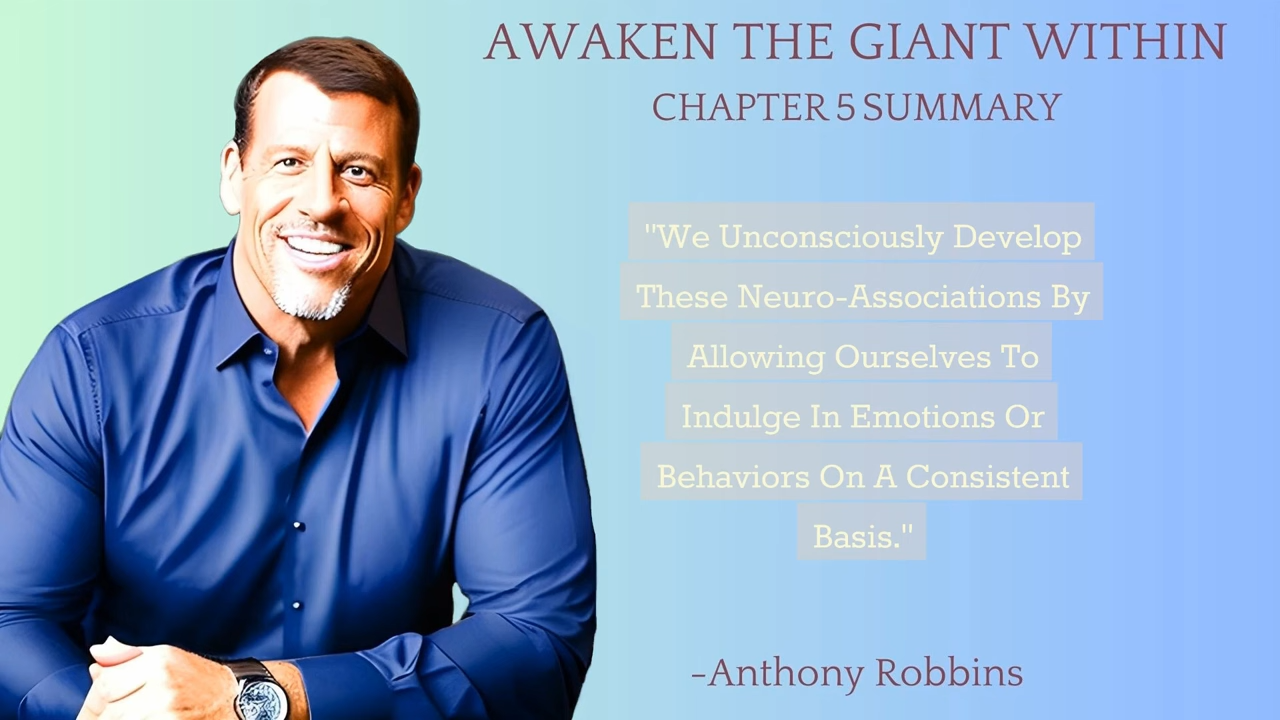 AWAKEN THE GIANT WITHIN
CHAPTER 5 SUMMARY
"We Unconsciously Develop
These Neuro-Associations By
Allowing Ourselves To
Indulge In Emotions Or
Behaviors On A Consistent
Basis."
-Anthony Robbins